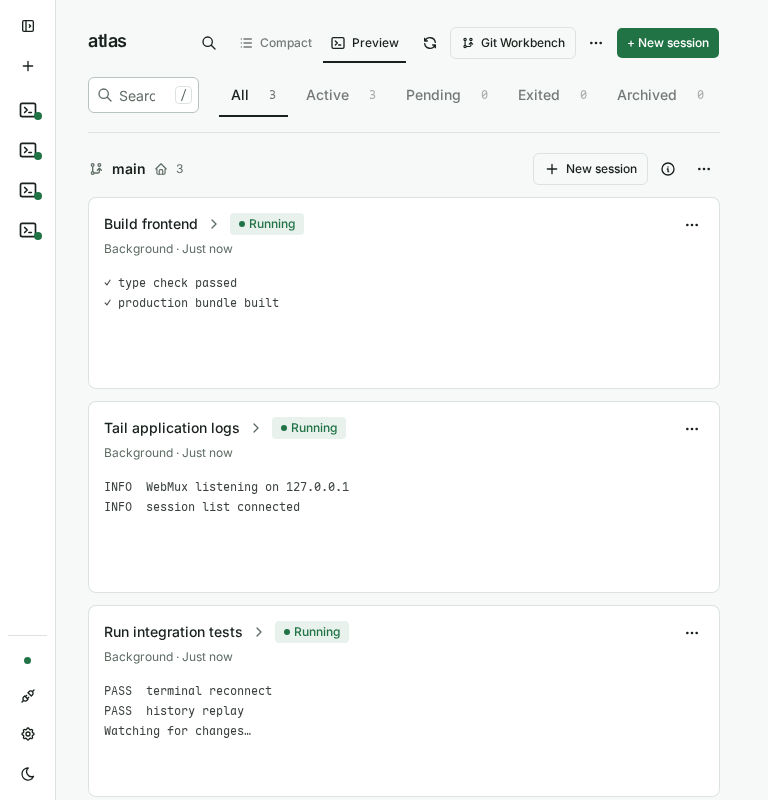 atlas
Compact
Preview
Git Workbench
+ New session
Searc
/
All 3
Active 3
Pending 0
Exited 0
Archived 0
main 3
New session
Build frontend
Running
Background · Just now
✓ type check passed
✓ production bundle built
Tail application logs
Running
Background · Just now
INFO  WebMux listening on 127.0.0.1
INFO  session list connected
Run integration tests
Running
Background · Just now
PASS  terminal reconnect
PASS  history replay
Watching for changes…